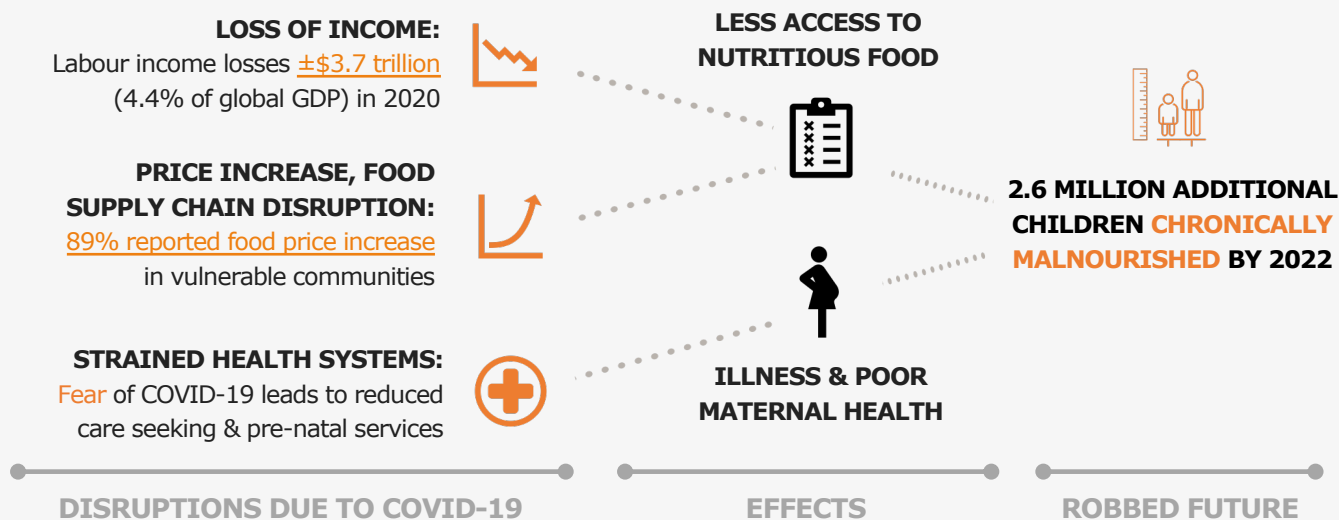 LOSS OF INCOME:
Labour income losses ±$3.7 trillion
(4.4% of global GDP) in 2020
PRICE INCREASE, FOOD
SUPPLY CHAIN DISRUPTION:
89% reported food price increase
in vulnerable communities
STRAINED HEALTH SYSTEMS:
Fear of COVID-19 leads to reduced
care seeking & pre-natal services
DISRUPTIONS DUE TO COVID-19
LESS ACCESS TO
NUTRITIOUS FOOD
ILLNESS & POOR
MATERNAL HEALTH
EFFECTS
2.6 MILLION ADDITIONAL
CHILDREN CHRONICALLY
MALNOURISHED BY 2022
ROBBED FUTURE